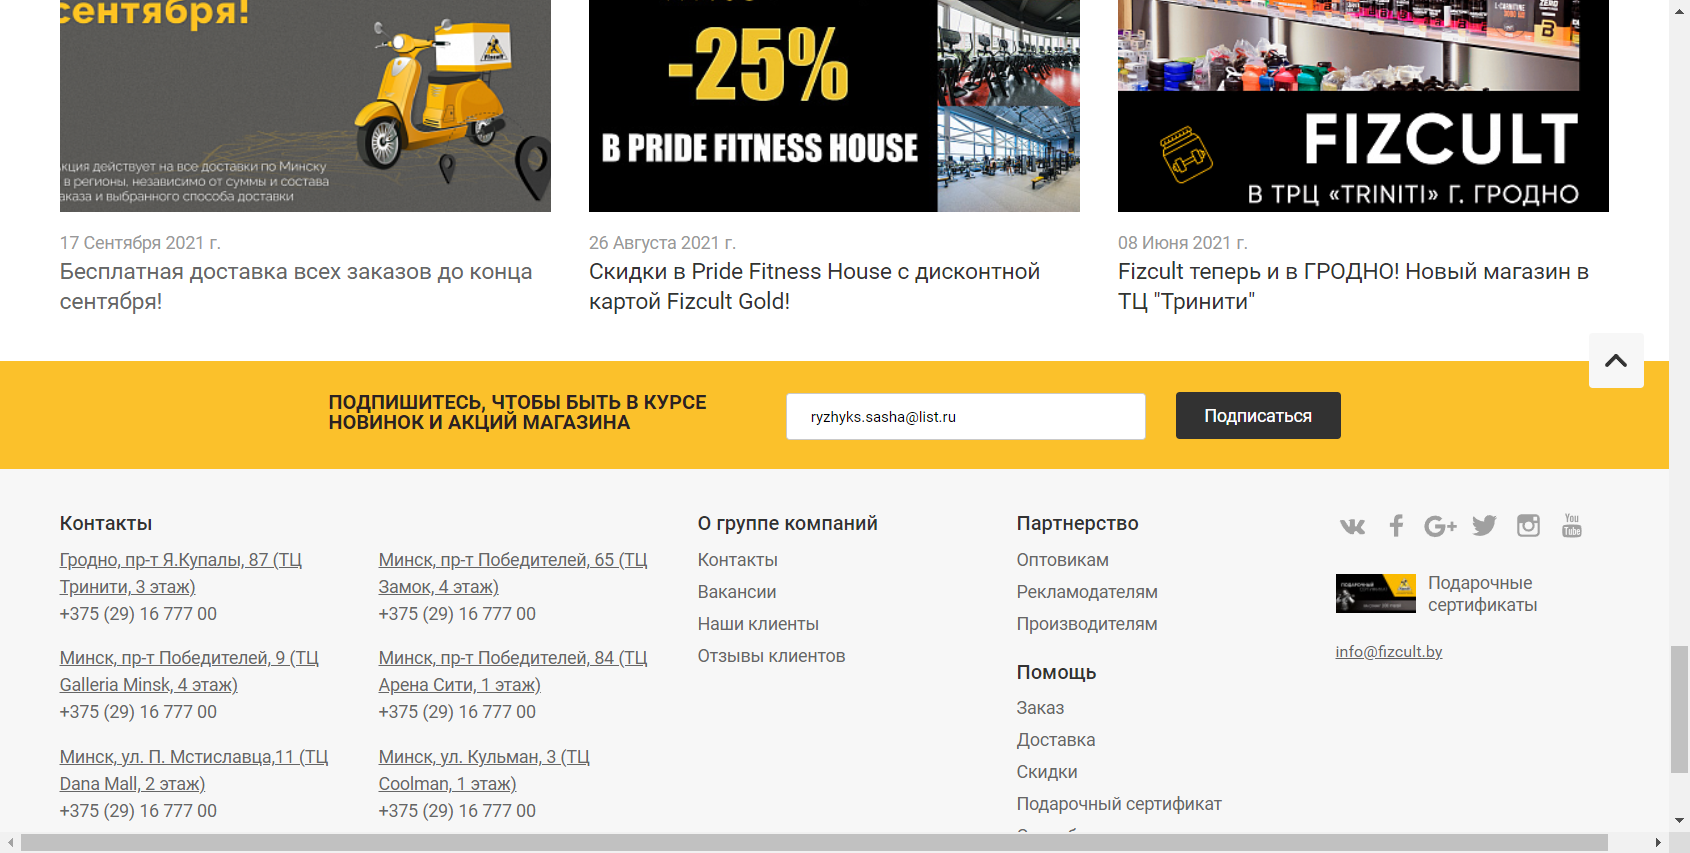 сентября!
Fizcult
кция действует на все доставки по Минску
в регионы, независимо от суммы и состава
аказа и выбранного способа доставки
-25%
В PRIDE FITNESS HOUSE
L-CARNITINE
ZERO
FIZCULT
В ТРЦ «TRINITI» Г. ГРОДНО
17 Сентября 2021 г.
Бесплатная доставка всех заказов до конца
сентября!
26 Августа 2021 г.
Скидки в Pride Fitness House с дисконтной
картой Fizcult Gold!
08 Июня 2021 г.
Fizcult теперь и в ГРОДНО! Новый магазин в
ТЦ "Тринити"
ПОДПИШИТЕСЬ, ЧТОБЫ БЫТЬ В КУРСЕ
НОВИНОК И АКЦИЙ МАГАЗИНА
ryzhyks.sasha@list.ru
Подписаться
Контакты
Гродно, пр-т Я.Купалы, 87 (ТЦ
Тринити, 3 этаж)
+375 (29) 16 777 00
Минск, пр-т Победителей, 9 (ТЦ
Galleria Minsk, 4 этаж)
+375 (29) 16 777 00
Минск, ул. П. Мстиславца,11 (ТЦ
Dana Mall, 2 этаж)
+375 (29) 16 777 00
Минск, пр-т Победителей, 65 (ТЦ
Замок, 4 этаж)
+375 (29) 16 777 00
Минск, пр-т Победителей, 84 (ТЦ
Арена Сити, 1 этаж)
+375 (29) 16 777 00
Минск, ул. Кульман, 3 (ТЦ
Coolman, 1 этаж)
+375 (29) 16 777 00
О группе компаний
Контакты
Вакансии
Наши клиенты
Отзывы клиентов
Партнерство
Оптовикам
Рекламодателям
Производителям
Помощь
Заказ
Доставка
Скидки
Подарочный сертификат
You
Tube
ПОДАРОЧНЫЙ
СЕРТИФИКАТ
Подарочные
сертификаты
info@fizcult.by